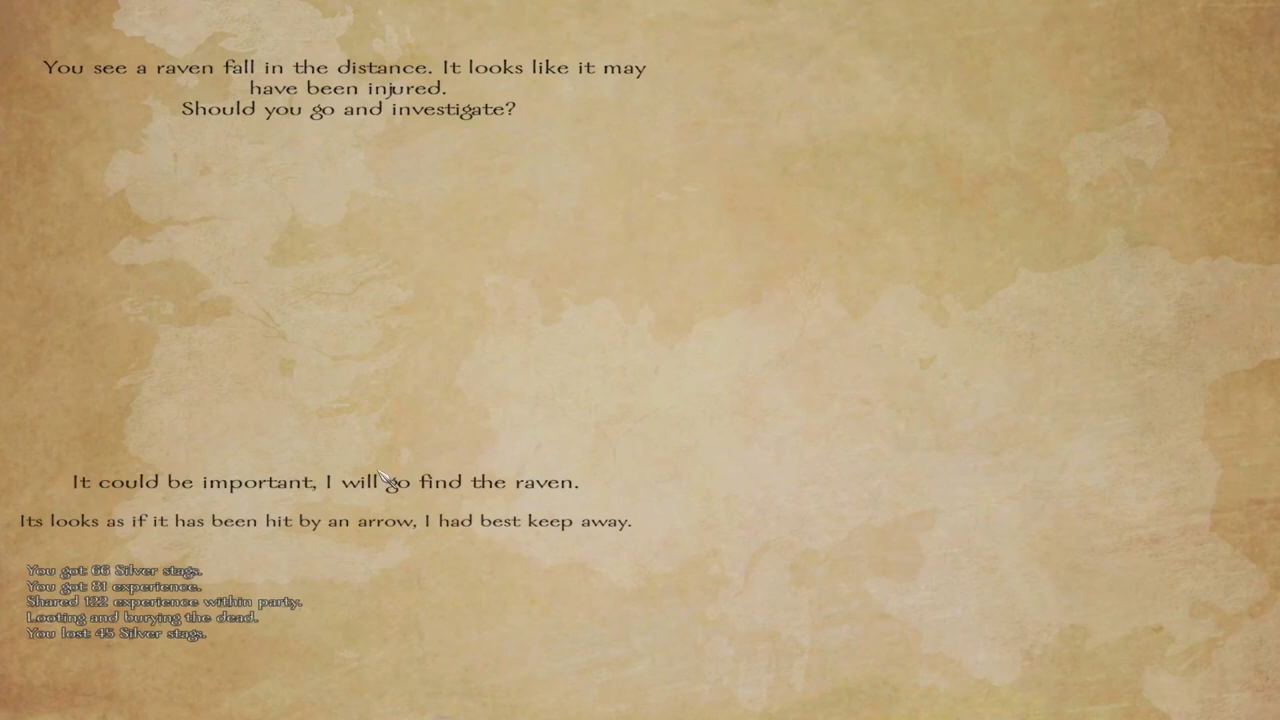 You see a raven fall in the distance. It looks like it may
have been injured.
Should you go and investigate?
It could be important, I will go find the raven.
Its looks as if it has been hit by an arrow, I had best keep away.
You got 66 Silver stags.
You got 81 experience.
Shared 122 experience within party.
Looting and burying the dead.
You lost 45 Silver stags.